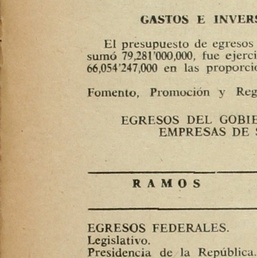 GASTOS E INVERS
El presupuesto de egresos
sumó 79,281'000,000, fue ejerci
66,054'247,000 en las proporcio
Fomento, Promoción y Reg
EGRESOS DEL GOBIE
EMPRESAS DE S
RAMOS
EGRESOS FEDERALES.
Legislativo.
Presidencia de la República.